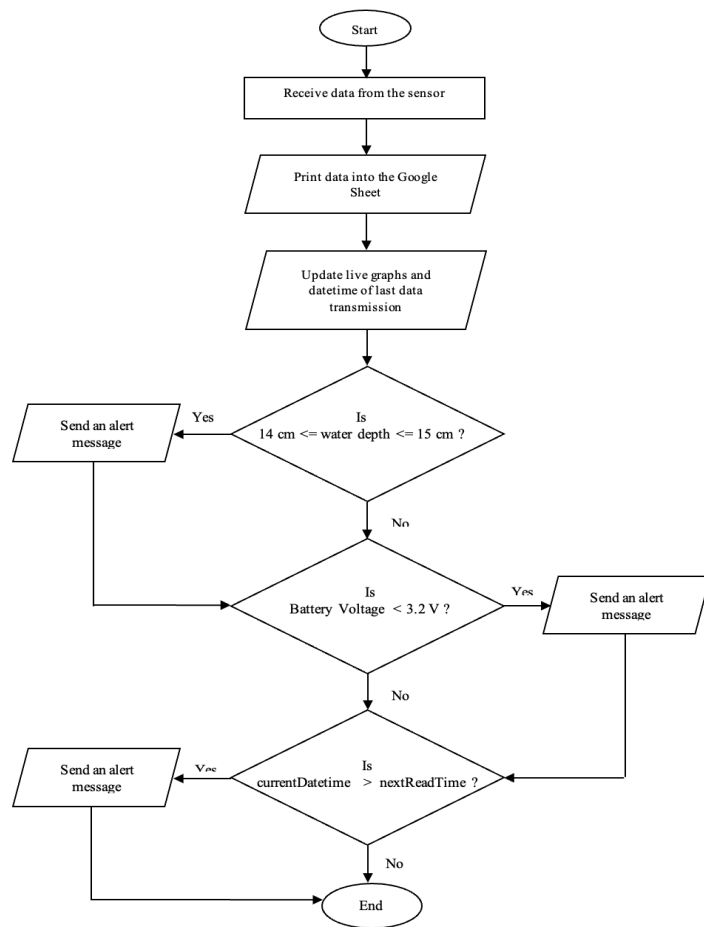 Start
Receive data from the sensor
Print data into the Google
Sheet
Update live graphs and
datetime of last data
transmission
Is
14 cm <= water depth <= 15 cm ?
Yes
Send an alert
message
No
Is
Battery Voltage < 3.2 V ?
Yes
Send an alert
message
No
Is
currentDatetime > nextReadTime ?
Yes
Send an alert
message
No
End